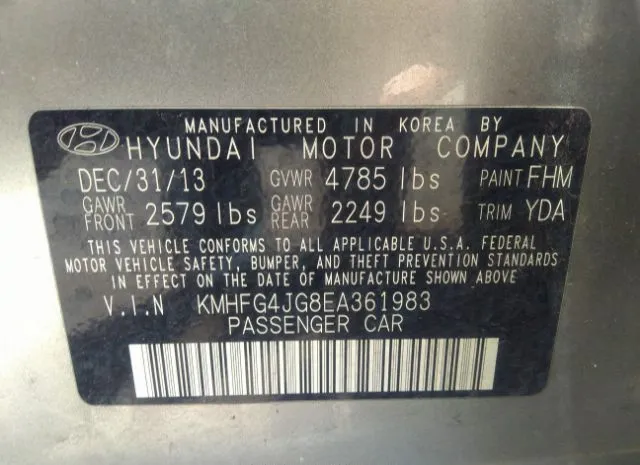 MANUFACTURED IN KOREA BY
HYUNDAI MOTOR COMPANY
DEC/31/13 GVWR 4785 lbs PAINT FHM
GAWR FRONT 2579 lbs GAWR REAR 2249 lbs TRIM YDA
THIS VEHICLE CONFORMS TO ALL APPLICABLE U.S.A. FEDERAL
MOTOR VEHICLE SAFETY, BUMPER, AND THEFT PREVENTION STANDARDS
IN EFFECT ON THE DATE OF MANUFACTURE SHOWN ABOVE
V.I.N KMHFG4JG8EA361983
PASSENGER CAR